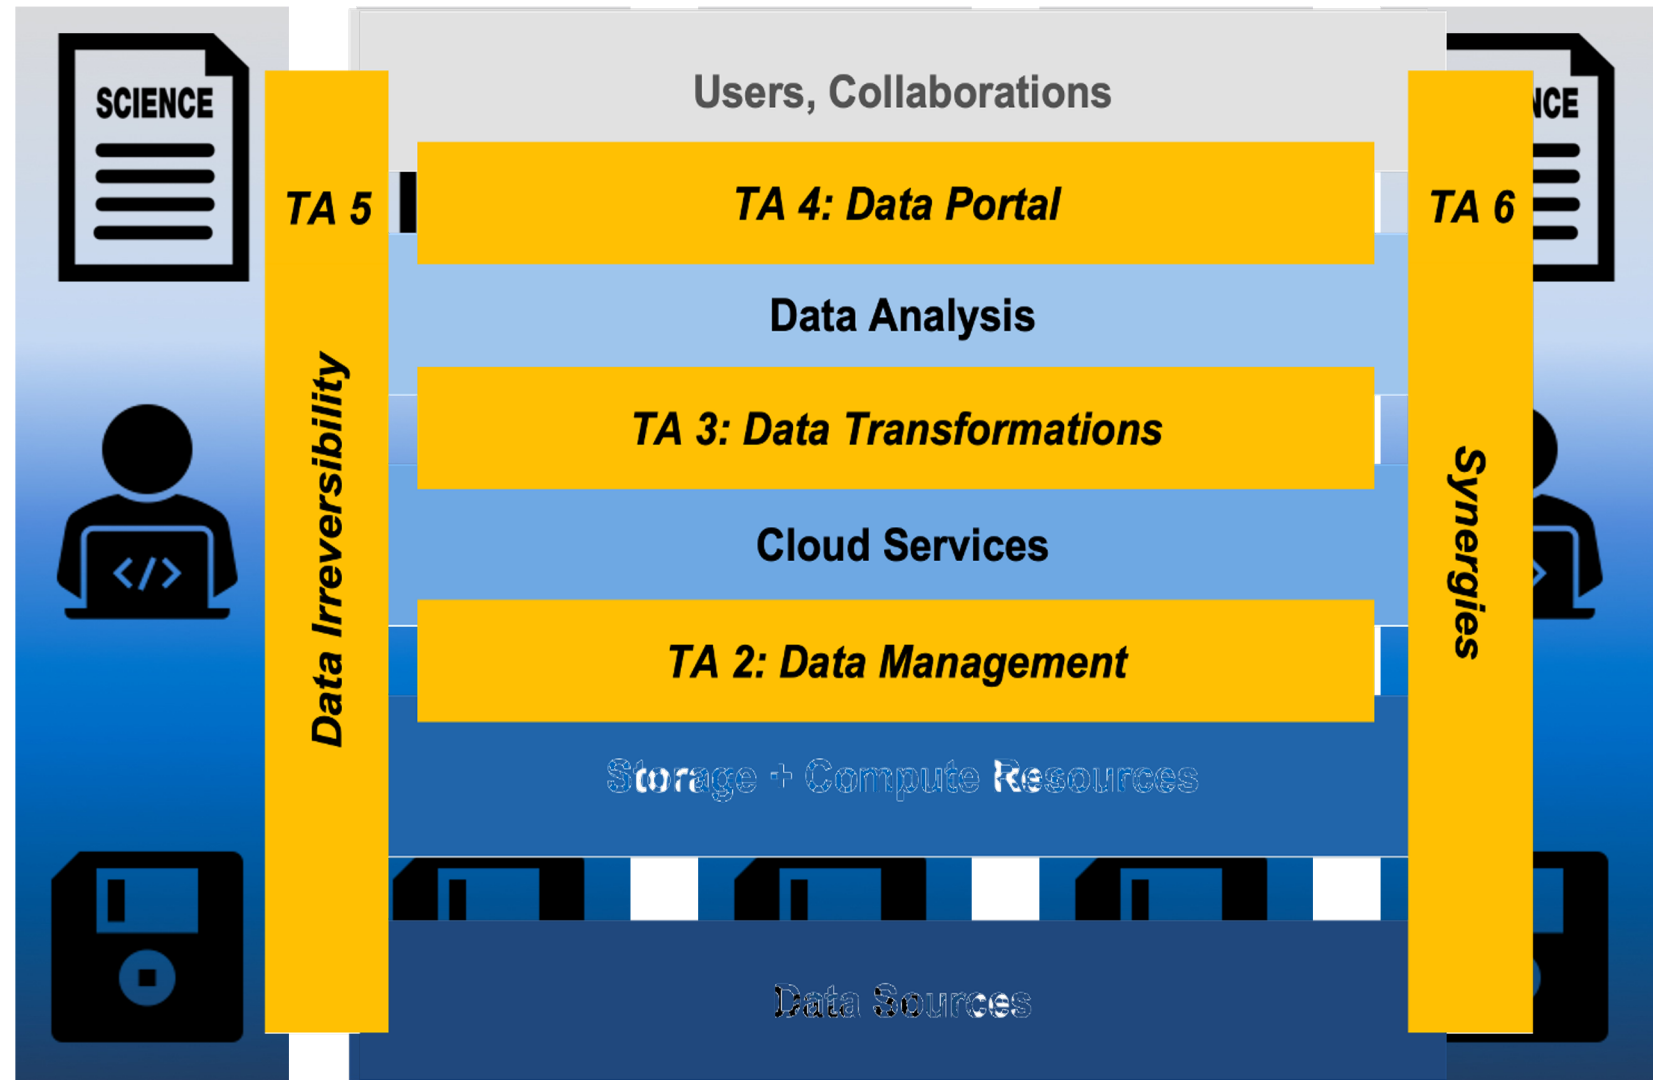 SCIENCE
Users, Collaborations
NCE
TA 5
TA 4: Data Portal
TA 6
Data Analysis
TA 3: Data Transformations
Data Irreversibility
Synergies
Cloud Services
</>
TA 2: Data Management
Storage + Compute Resources
Data Sources